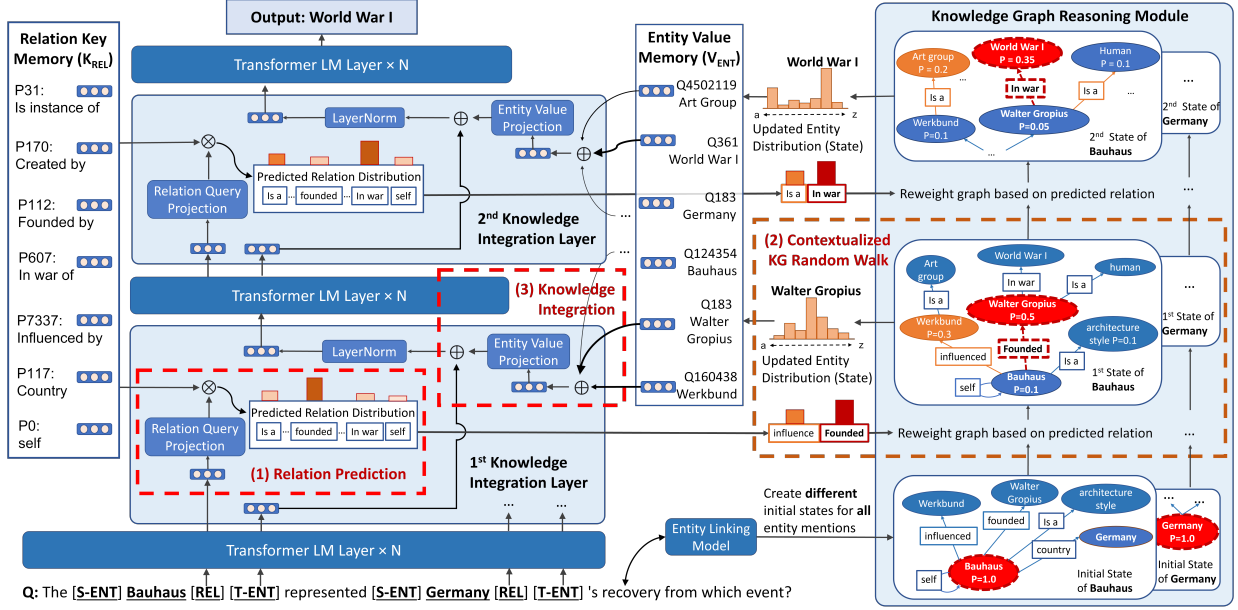 Output: World War I
Relation Key
Memory (K_REL)
P31:
Is instance of
P170:
Created by
P112:
Founded by
P607:
In war of
P7337:
Influenced by
P117:
Country
P0:
self
Transformer LM Layer × N
LayerNorm
Entity Value
Projection
Relation Query
Projection
Predicted Relation Distribution
Is a ... founded ... In war self
2nd Knowledge
Integration Layer
Transformer LM Layer × N
(3) Knowledge
Integration
LayerNorm
Entity Value
Projection
Relation Query
Projection
Predicted Relation Distribution
Is a ... founded ... In war self
(1) Relation Prediction
1st Knowledge
Integration Layer
... ...
Transformer LM Layer × N
Q: The [S-ENT] Bauhaus [REL] [T-ENT] represented [S-ENT] Germany [REL] [T-ENT] 's recovery from which event?
Entity Value
Memory (V_ENT)
Q4502119
Art Group
Q361
World War I
Q183
Germany
...
Q124354
Bauhaus
...
Q183
Walter
Gropius
Q160438
Werkbund
World War I
a z
Updated Entity
Distribution (State)
Is a In war
(2) Contextualized
KG Random Walk
Walter Gropius
a z
Updated Entity
Distribution (State)
influence Founded
Create different
initial states for all
entity mentions
Entity Linking
Model
Knowledge Graph Reasoning Module
Art group
P = 0.2
World War I
P = 0.35
Human
P = 0.1
...
...
Is a
In war
Is a
...
Werkbund
P=0.1
Walter Gropius
P=0.05
...
2nd State of
Bauhaus
...
2nd State of
Germany
Reweight graph based on predicted relation
...
Art
group
World War I
human
Is a
In war
Is a
Walter Gropius
P=0.5
Werkbund
P=0.3
architecture
style P=0.1
influenced
Founded
Is a
self
Bauhaus
P=0.1
1st State of
Bauhaus
...
1st State of
Germany
Reweight graph based on predicted relation
...
Werkbund
Walter
Gropius
architecture
style
influenced
founded
Is a
country
Germany
self
Bauhaus
P=1.0
Initial State
of Bauhaus
... ...
Germany
P=1.0
Initial State
of Germany